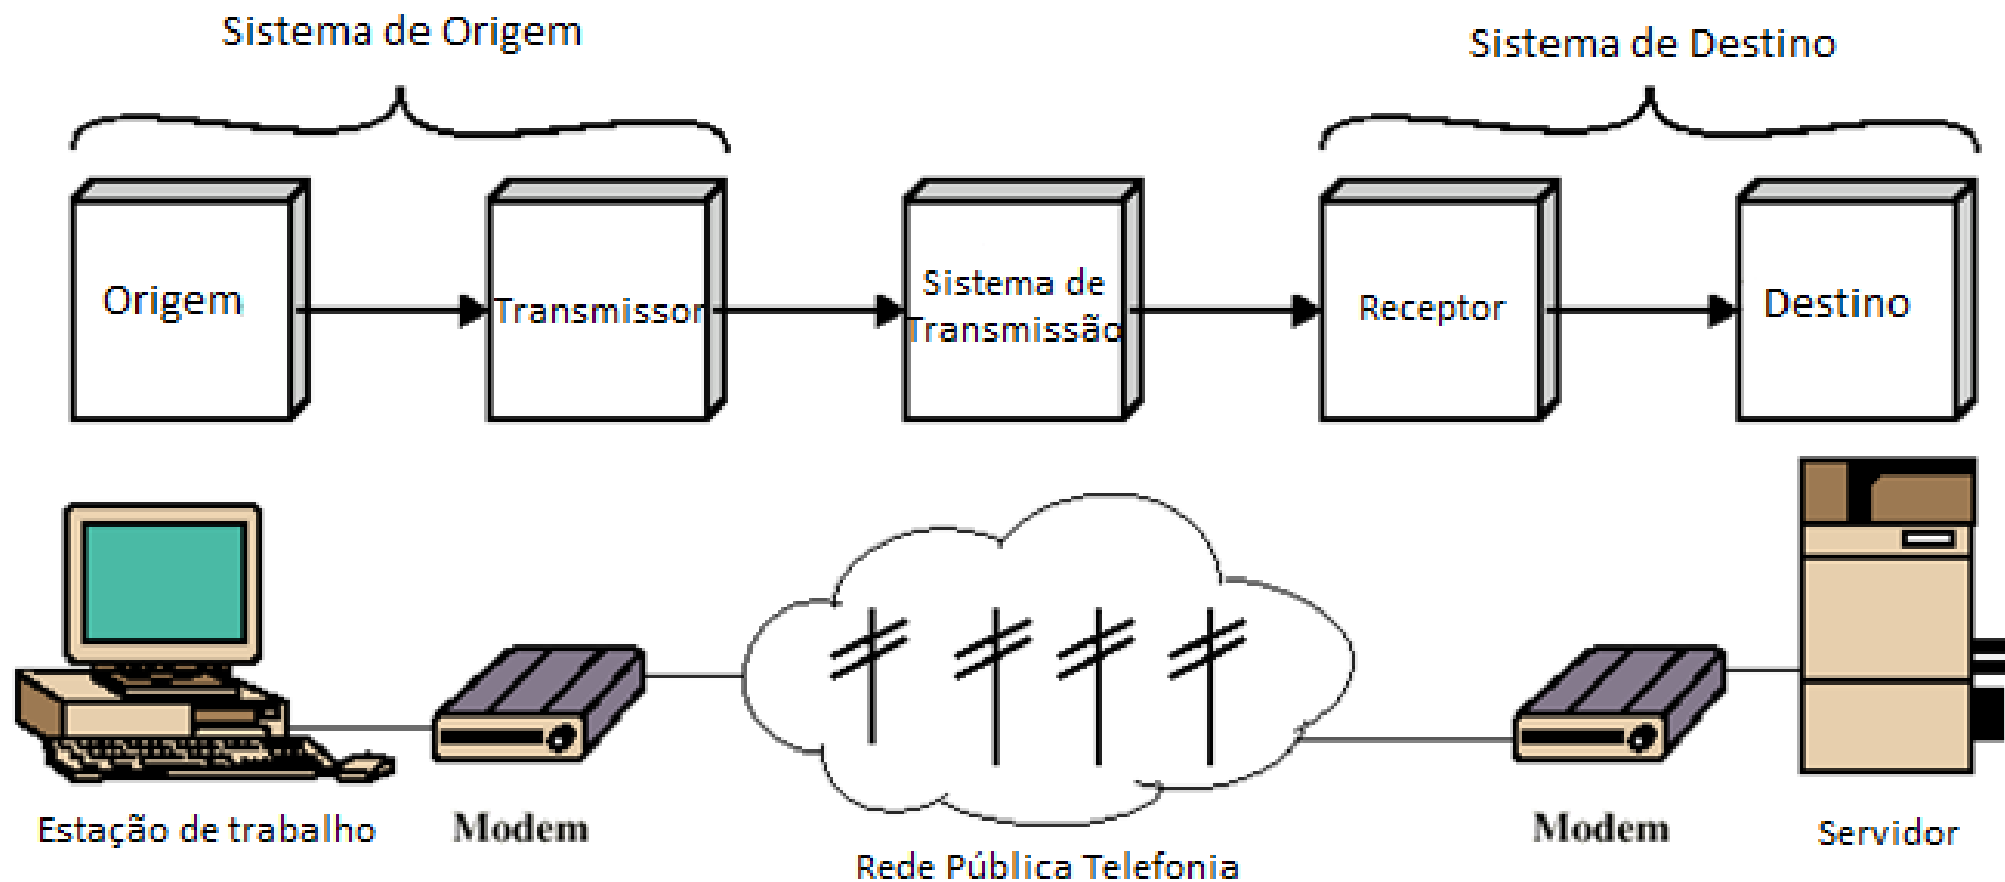 Sistema de Origem
Sistema de Destino
Origem
Transmissor
Sistema de
Transmissão
Receptor
Destino
Estação de trabalho
Modem
Rede Pública Telefonia
Modem
Servidor